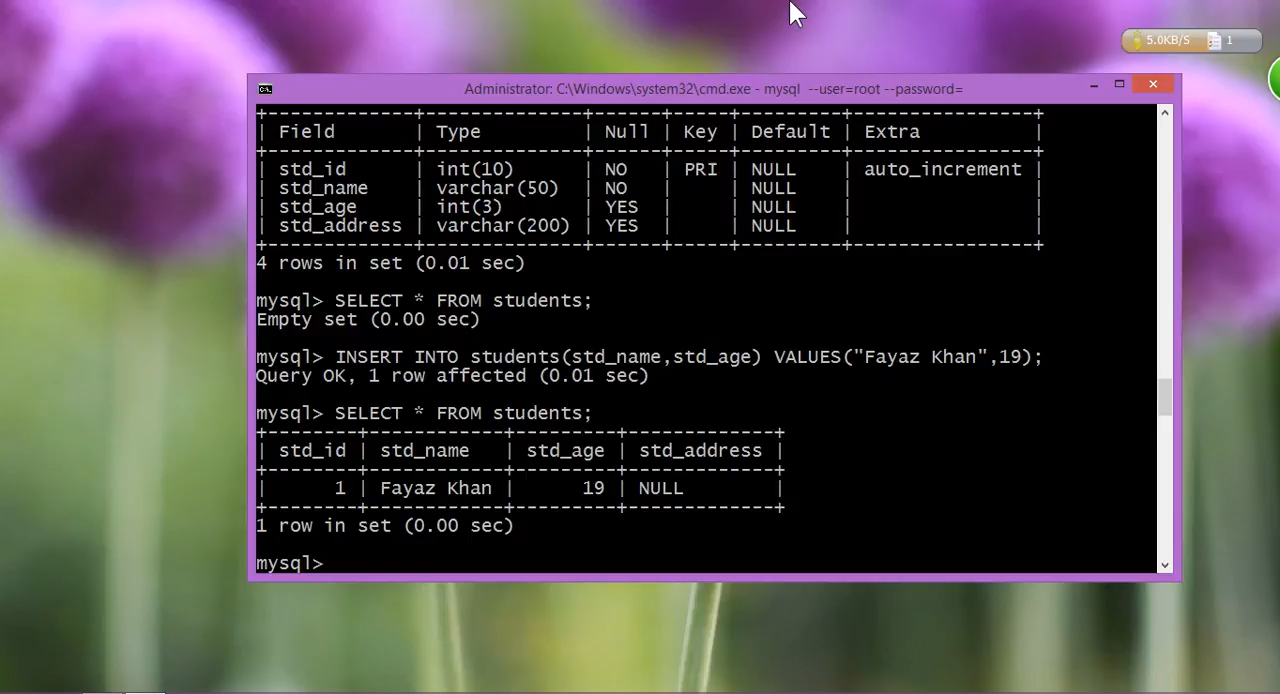 5.0KB/S 1
Administrator: C:\Windows\system32\cmd.exe - mysql --user=root --password=
+-------------+--------------+------+-----+---------+----------------+
| Field       | Type         | Null | Key | Default | Extra          |
+-------------+--------------+------+-----+---------+----------------+
| std_id      | int(10)      | NO   | PRI | NULL    | auto_increment |
| std_name    | varchar(50)  | NO   |     | NULL    |                |
| std_age     | int(3)       | YES  |     | NULL    |                |
| std_address | varchar(200) | YES  |     | NULL    |                |
+-------------+--------------+------+-----+---------+----------------+
4 rows in set (0.01 sec)
mysql> SELECT * FROM students;
Empty set (0.00 sec)
mysql> INSERT INTO students(std_name,std_age) VALUES("Fayaz Khan",19);
Query OK, 1 row affected (0.01 sec)
mysql> SELECT * FROM students;
+--------+------------+---------+-------------+
| std_id | std_name   | std_age | std_address |
+--------+------------+---------+-------------+
|      1 | Fayaz Khan |      19 | NULL        |
+--------+------------+---------+-------------+
1 row in set (0.00 sec)
mysql>